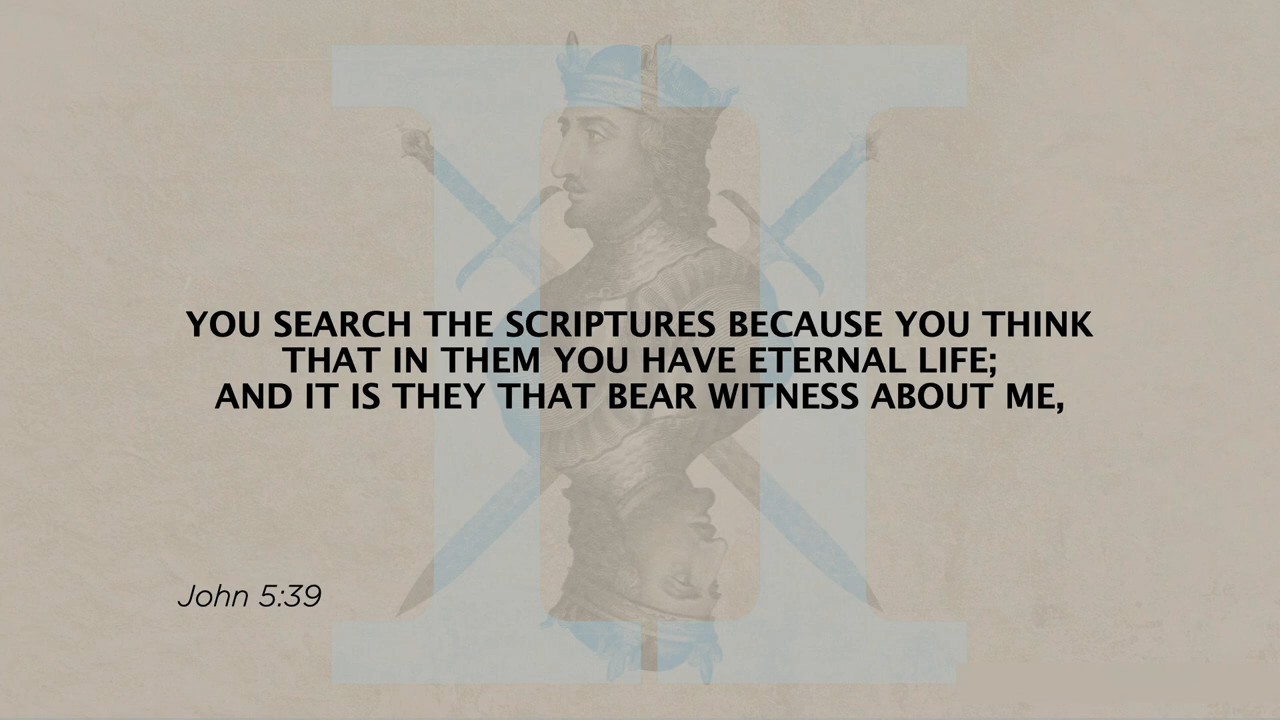 YOU SEARCH THE SCRIPTURES BECAUSE YOU THINK
THAT IN THEM YOU HAVE ETERNAL LIFE;
AND IT IS THEY THAT BEAR WITNESS ABOUT ME,
John 5:39
II